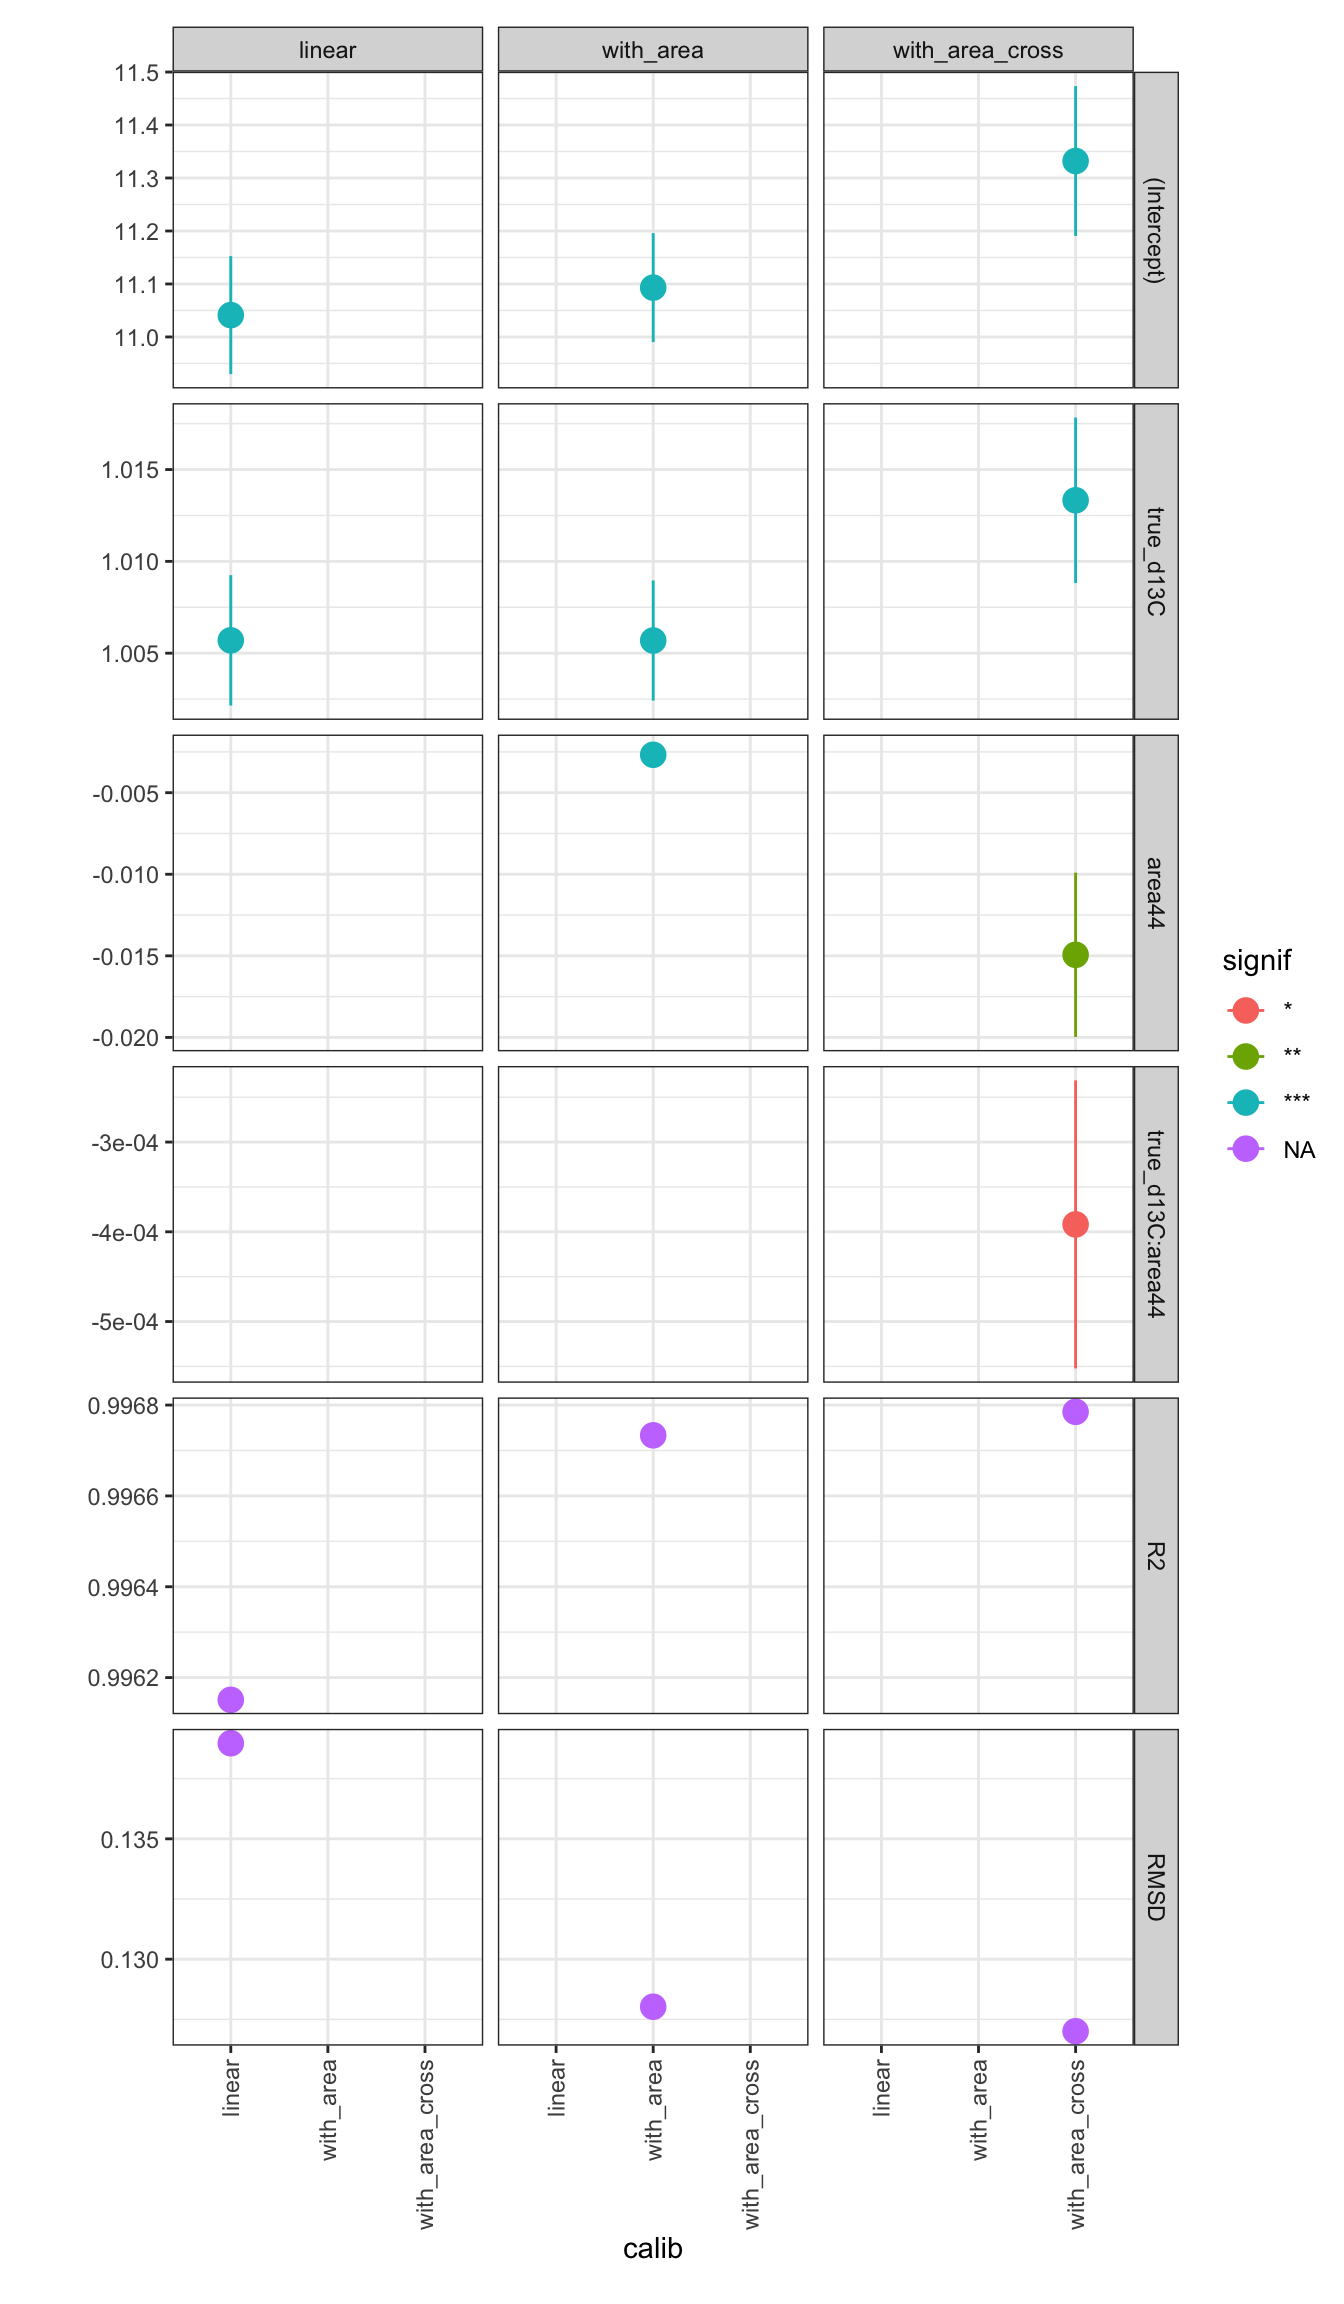 linear
with_area
with_area_cross
11.5
11.4
11.3
11.2
11.1
11.0
(Intercept)
1.015
1.010
1.005
true_d13C
-0.005
-0.010
-0.015
-0.020
area44
-3e-04
-4e-04
-5e-04
true_d13C:area44
0.9968
0.9966
0.9964
0.9962
R2
0.135
0.130
RMSD
linear
with_area
with_area_cross
linear
with_area
with_area_cross
linear
with_area
with_area_cross
calib
signif
*
**
***
NA